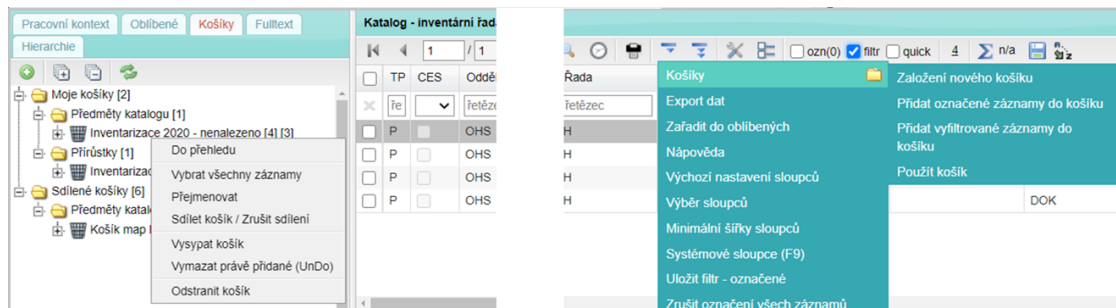 Pracovní kontext Oblíbené Košíky Fulltext
Hierarchie
Moje košíky [2]
Předměty katalogu [1]
Inventarizace 2020 - nenalezeno [4] [3]
Přírůstky [1]
Inventarizac
Sdílené košíky [6]
Předměty katal
Košík map
Do přehledu
Vybrat všechny záznamy
Přejmenovat
Sdílet košík / Zrušit sdílení
Vysypat košík
Vymazat právě přidané (UnDo)
Odstranit košík
Katalog - inventární řad
1 / 1
TP CES Odděl
ře řetěze
P OHS
P OHS
P OHS
P OHS
ozn(0) filtr quick 4 n/a
Řada
řetězec
H
H
H
H
Košíky
Export dat
Zařadit do oblíbených
Nápověda
Výchozí nastavení sloupců
Výběr sloupců
Minimální šířky sloupců
Systémové sloupce (F9)
Uložit filtr - označené
Zrušit označení všech záznamů
Založení nového košíku
Přidat označené záznamy do košíku
Přidat vyfiltrované záznamy do
košíku
Použít košík
DOK